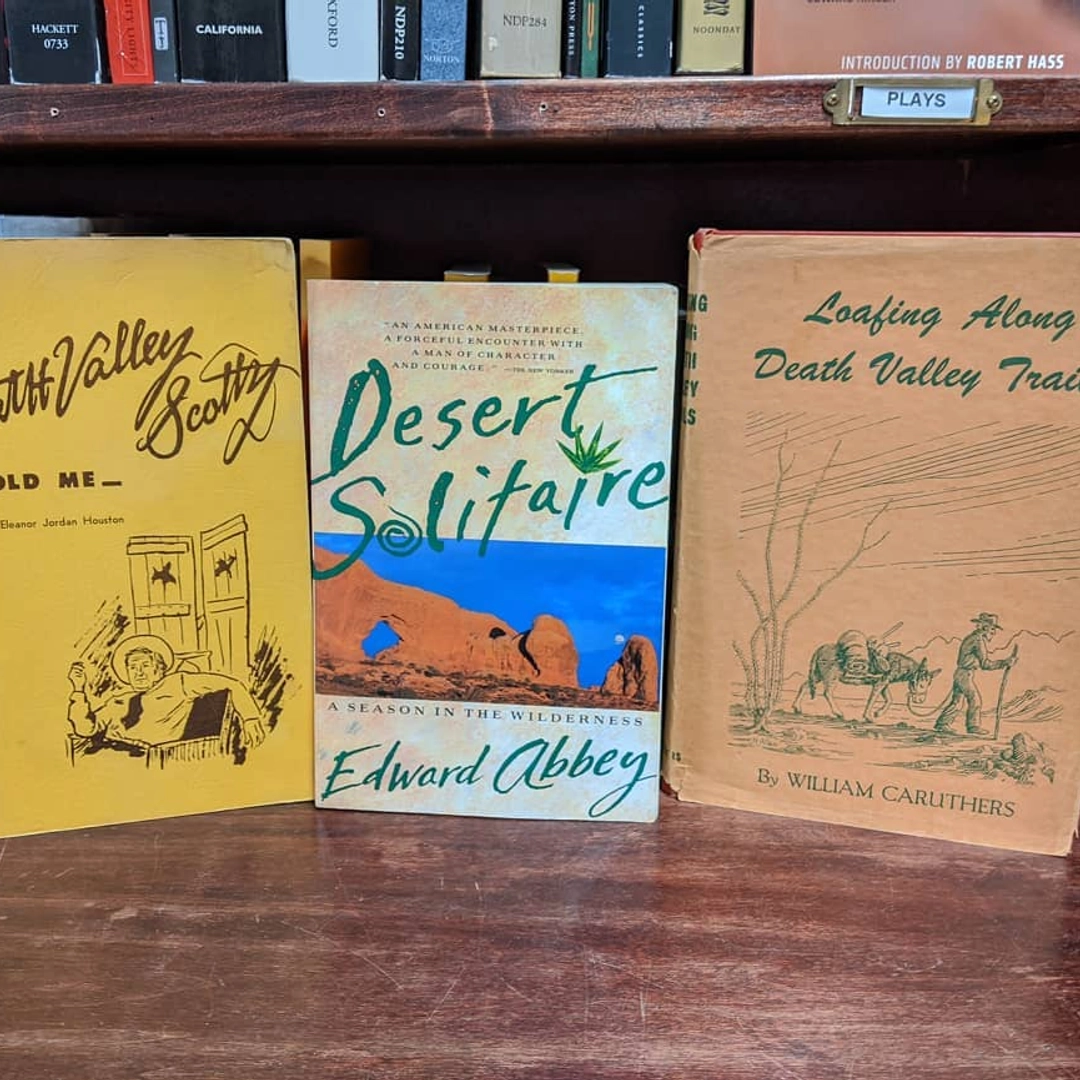 HACKETT
0733
CALIFORNIA
NDP210
NORTON
NDP284
CLASSICS
NOONDAY
INTRODUCTION BY ROBERT HASS
PLAYS
Valley
Scotty
OLD ME—
Eleanor Jordan Houston
"AN AMERICAN MASTERPIECE.
A FORCEFUL ENCOUNTER WITH
A MAN OF CHARACTER
AND COURAGE." —THE NEW YORKER
Desert
Solitaire
A SEASON IN THE WILDERNESS
Edward Abbey
Loafing Along
Death Valley Trai
By WILLIAM CARUTHERS